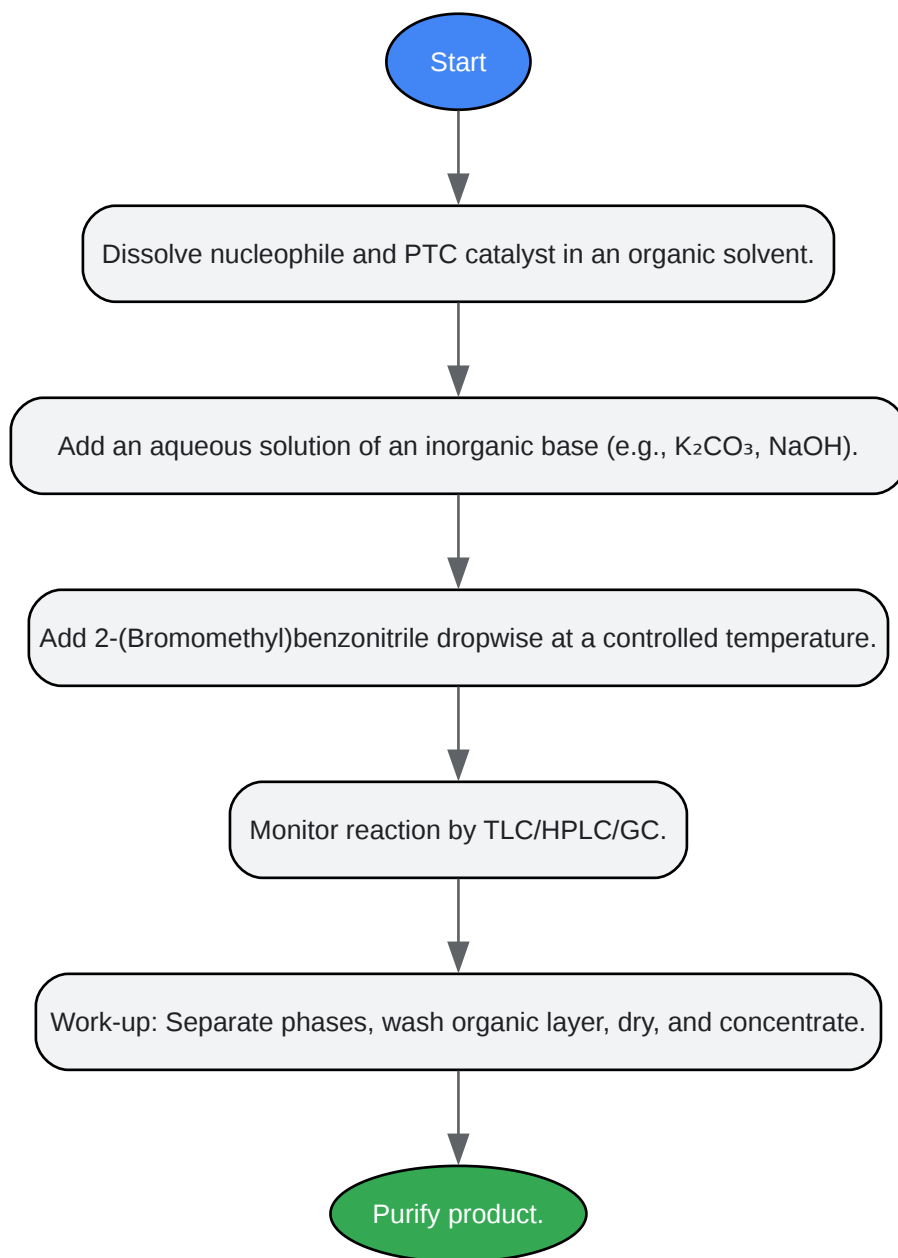 Start
Dissolve nucleophile and PTC catalyst in an organic solvent.
Add an aqueous solution of an inorganic base (e.g., K₂CO₃, NaOH).
Add 2-(Bromomethyl)benzonitrile dropwise at a controlled temperature.
Monitor reaction by TLC/HPLC/GC.
Work-up: Separate phases, wash organic layer, dry, and concentrate.
Purify product.